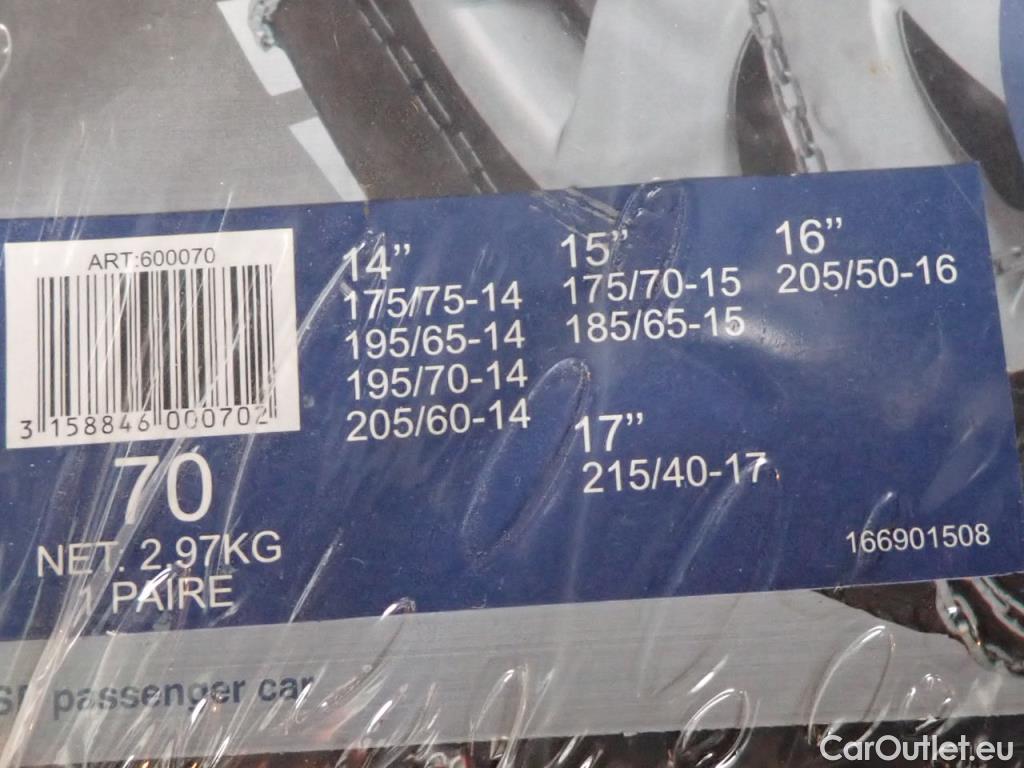 ART:600070
3 158846 000702
70
NET. 2,97KG
1 PAIRE
14”
175/75-14
195/65-14
195/70-14
205/60-14
15”
175/70-15
185/65-15
16”
205/50-16
17”
215/40-17
166901508
passenger car
CarOutlet.eu